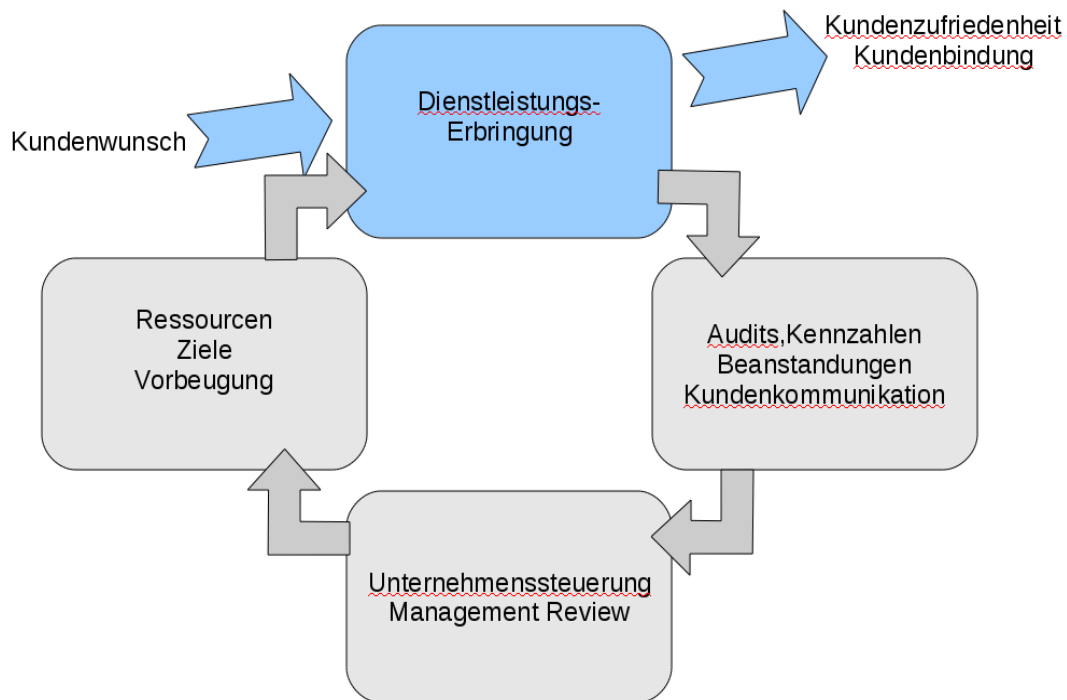 Kundenzufriedenheit
Kundenbindung
Dienstleistungs-
Erbringung
Kundenwunsch
Ressourcen
Ziele
Vorbeugung
Audits,Kennzahlen
Beanstandungen
Kundenkommunikation
Unternehmenssteuerung
Management Review